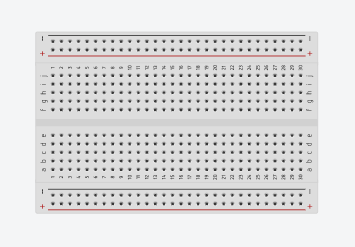 − −
+ +
1 2 3 4 5 6 7 8 9 10 11 12 13 14 15 16 17 18 19 20 21 22 23 24 25 26 27 28 29 30
j j
i i
h h
g g
f f
e e
d d
c c
b b
a a
1 2 3 4 5 6 7 8 9 10 11 12 13 14 15 16 17 18 19 20 21 22 23 24 25 26 27 28 29 30
− −
+ +